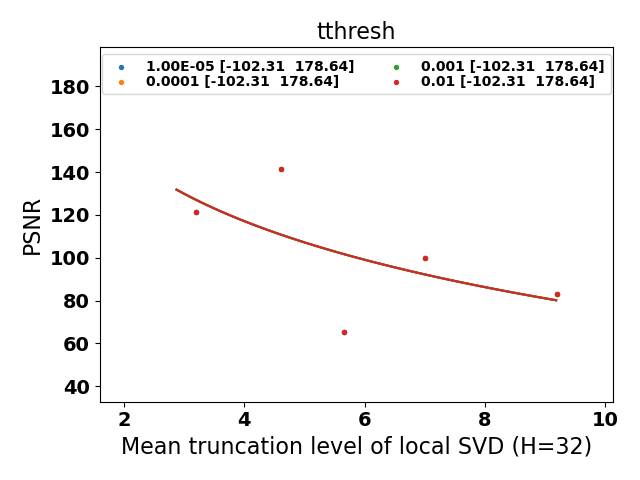 tthresh
1.00E-05 [-102.31  178.64]
0.0001 [-102.31  178.64]
0.001 [-102.31  178.64]
0.01 [-102.31  178.64]
180
160
140
120
100
80
60
40
PSNR
2 4 6 8 10
Mean truncation level of local SVD (H=32)